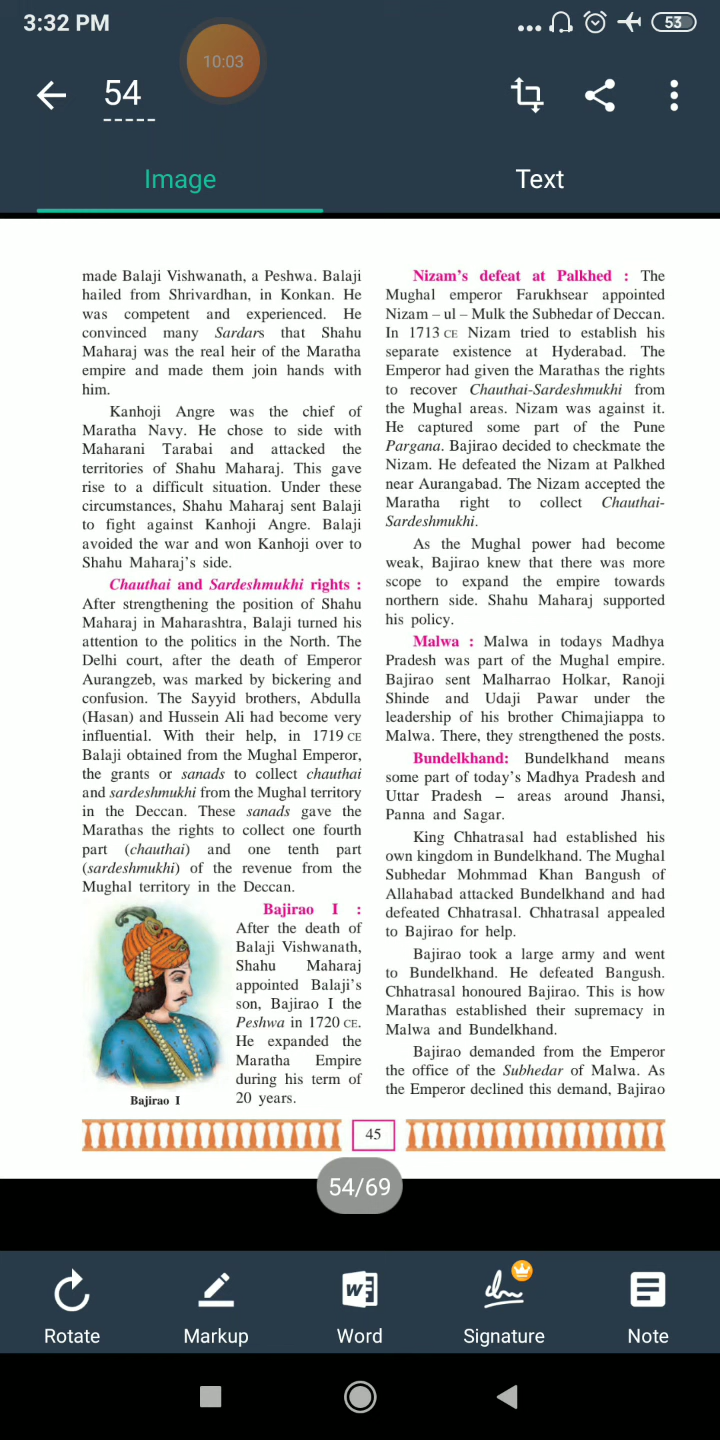 3:32 PM
53
10:03
54
Image
Text
made Balaji Vishwanath, a Peshwa. Balaji
hailed from Shrivardhan, in Konkan. He
was competent and experienced. He
convinced many Sardars that Shahu
Maharaj was the real heir of the Maratha
empire and made them join hands with
him.
Kanhoji Angre was the chief of
Maratha Navy. He chose to side with
Maharani Tarabai and attacked the
territories of Shahu Maharaj. This gave
rise to a difficult situation. Under these
circumstances, Shahu Maharaj sent Balaji
to fight against Kanhoji Angre. Balaji
avoided the war and won Kanhoji over to
Shahu Maharaj's side.
Chauthai and Sardeshmukhi rights :
After strengthening the position of Shahu
Maharaj in Maharashtra, Balaji turned his
attention to the politics in the North. The
Delhi court, after the death of Emperor
Aurangzeb, was marked by bickering and
confusion. The Sayyid brothers, Abdulla
(Hasan) and Hussein Ali had become very
influential. With their help, in 1719 CE
Balaji obtained from the Mughal Emperor,
the grants or sanads to collect chauthai
and sardeshmukhi from the Mughal territory
in the Deccan. These sanads gave the
Marathas the rights to collect one fourth
part (chauthai) and one tenth part
(sardeshmukhi) of the revenue from the
Mughal territory in the Deccan.
Bajirao I :
After the death of
Balaji Vishwanath,
Shahu Maharaj
appointed Balaji's
son, Bajirao I the
Peshwa in 1720 CE.
He expanded the
Maratha Empire
during his term of
20 years.
Bajirao I
Nizam's defeat at Palkhed : The
Mughal emperor Farukhsear appointed
Nizam – ul – Mulk the Subhedar of Deccan.
In 1713 CE Nizam tried to establish his
separate existence at Hyderabad. The
Emperor had given the Marathas the rights
to recover Chauthai-Sardeshmukhi from
the Mughal areas. Nizam was against it.
He captured some part of the Pune
Pargana. Bajirao decided to checkmate the
Nizam. He defeated the Nizam at Palkhed
near Aurangabad. The Nizam accepted the
Maratha right to collect Chauthai-
Sardeshmukhi.
As the Mughal power had become
weak, Bajirao knew that there was more
scope to expand the empire towards
northern side. Shahu Maharaj supported
his policy.
Malwa : Malwa in todays Madhya
Pradesh was part of the Mughal empire.
Bajirao sent Malharrao Holkar, Ranoji
Shinde and Udaji Pawar under the
leadership of his brother Chimajiappa to
Malwa. There, they strengthened the posts.
Bundelkhand: Bundelkhand means
some part of today's Madhya Pradesh and
Uttar Pradesh – areas around Jhansi,
Panna and Sagar.
King Chhatrasal had established his
own kingdom in Bundelkhand. The Mughal
Subhedar Mohmmad Khan Bangush of
Allahabad attacked Bundelkhand and had
defeated Chhatrasal. Chhatrasal appealed
to Bajirao for help.
Bajirao took a large army and went
to Bundelkhand. He defeated Bangush.
Chhatrasal honoured Bajirao. This is how
Marathas established their supremacy in
Malwa and Bundelkhand.
Bajirao demanded from the Emperor
the office of the Subhedar of Malwa. As
the Emperor declined this demand, Bajirao
45
54/69
W
Rotate
Markup
Word
Signature
Note